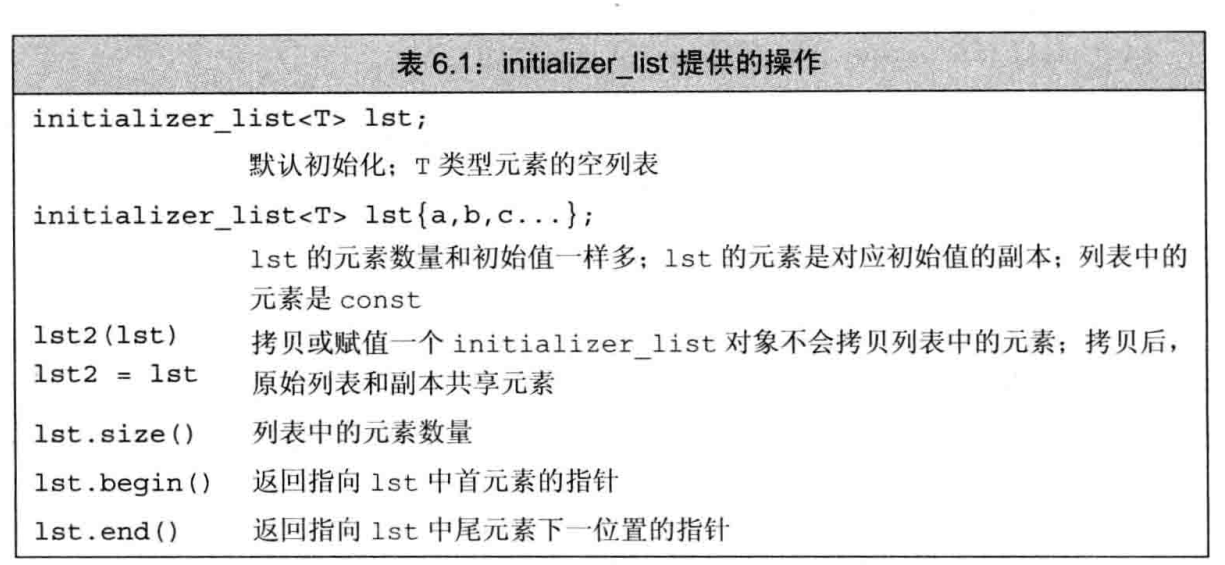 表 6.1：initializer_list 提供的操作
initializer_list<T> lst;
默认初始化；T 类型元素的空列表
initializer_list<T> lst{a,b,c...};
lst 的元素数量和初始值一样多；lst 的元素是对应初始值的副本；列表中的
元素是 const
lst2(lst)
lst2 = lst
拷贝或赋值一个 initializer_list 对象不会拷贝列表中的元素；拷贝后，
原始列表和副本共享元素
lst.size() 列表中的元素数量
lst.begin() 返回指向 lst 中首元素的指针
lst.end() 返回指向 lst 中尾元素下一位置的指针